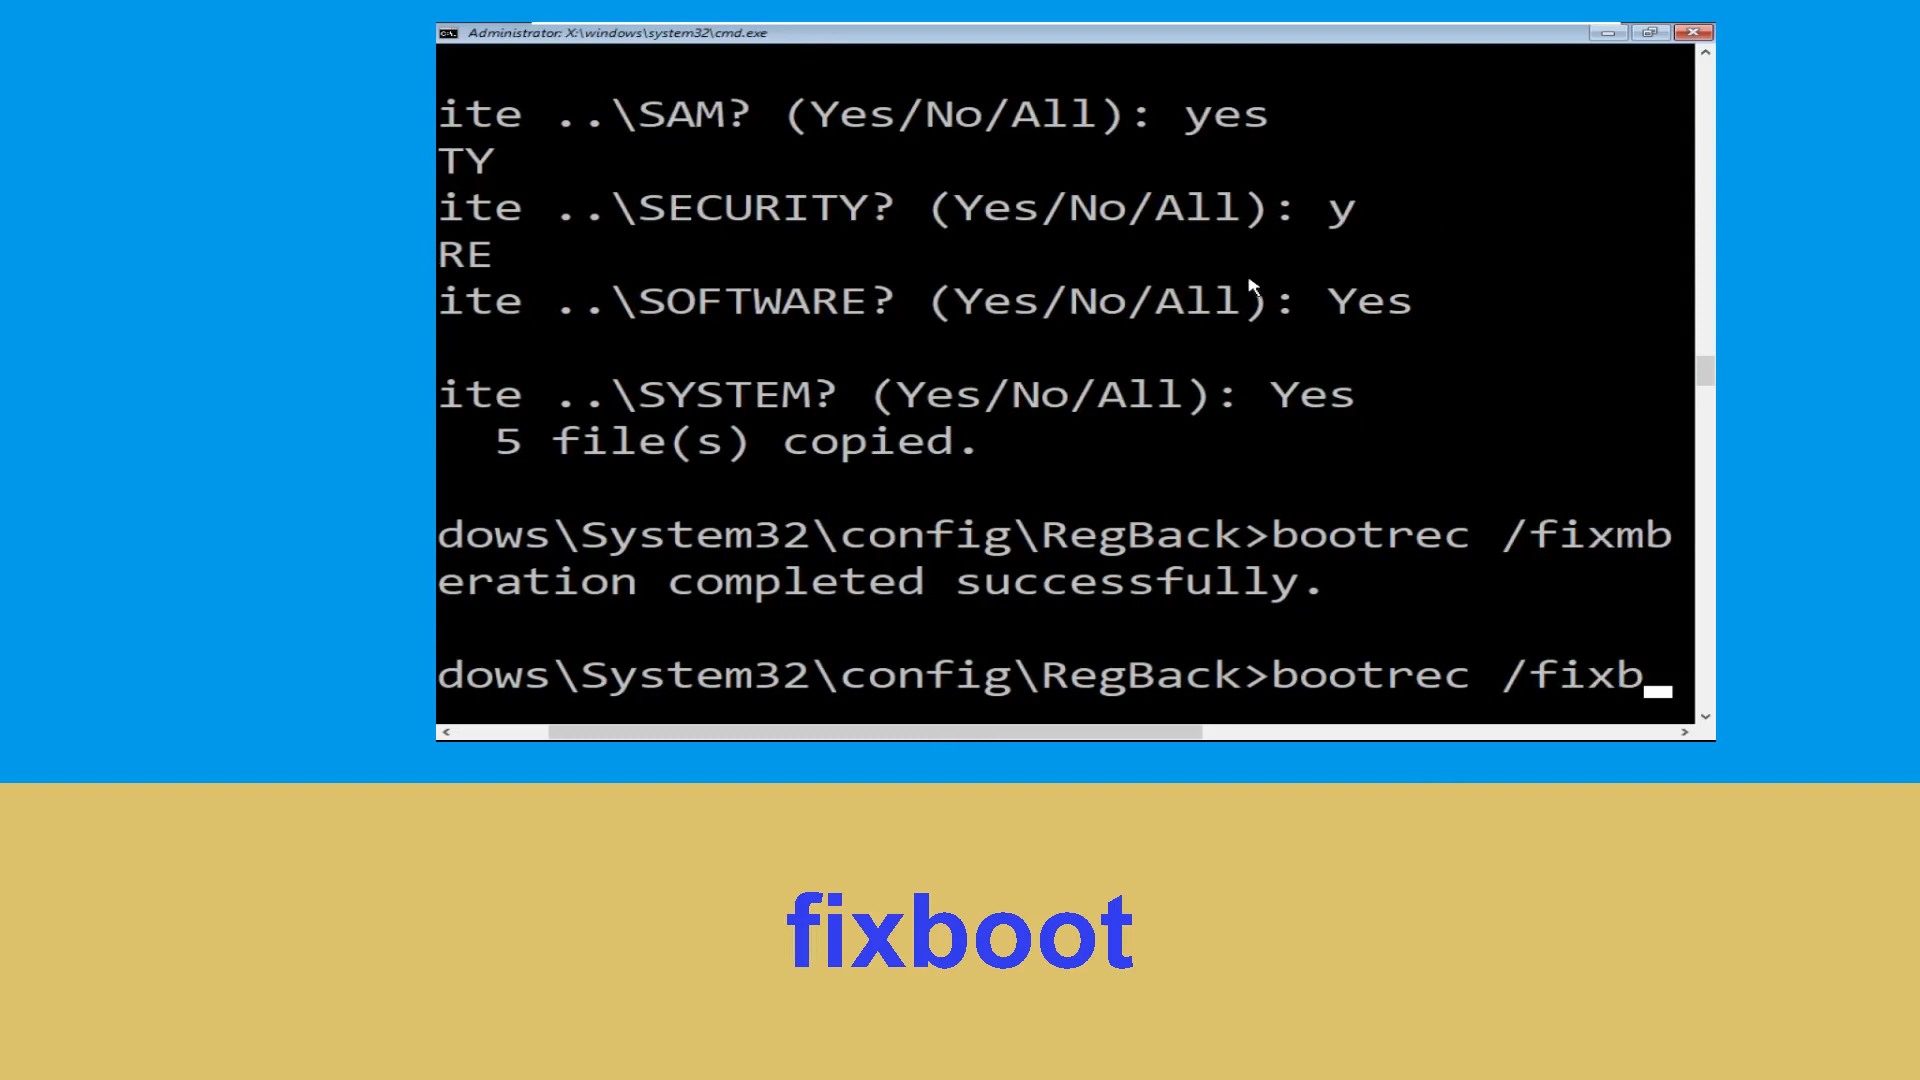 Administrator: X:\windows\system32\cmd.exe
ite ..\SAM? (Yes/No/All): yes
TY
ite ..\SECURITY? (Yes/No/All): y
RE
ite ..\SOFTWARE? (Yes/No/All): Yes
ite ..\SYSTEM? (Yes/No/All): Yes
5 file(s) copied.
dows\System32\config\RegBack>bootrec /fixmb
eration completed successfully.
dows\System32\config\RegBack>bootrec /fixb
fixboot